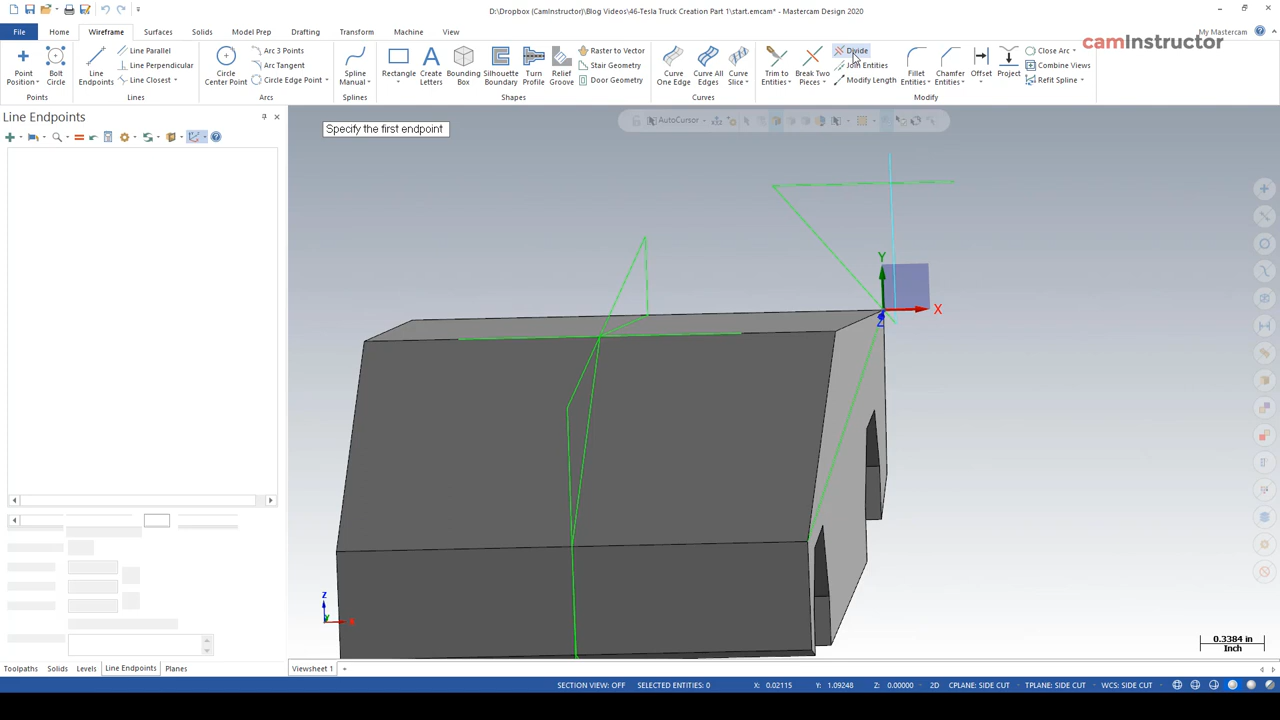 D:\Dropbox (CamInstructor)\Blog Videos\46-Tesla Truck Creation Part 1\start.emcam* - Mastercam Design 2020
File Home Wireframe Surfaces Solids Model Prep Drafting Transform Machine View My Mastercam
camInstructor
Point Position
Bolt Circle
Points
Line Endpoints
Line Parallel
Line Perpendicular
Line Closest
Lines
Circle Center Point
Arc 3 Points
Arc Tangent
Circle Edge Point
Arcs
Spline Manual
Splines
Rectangle
Create Letters
Bounding Box
Silhouette Boundary
Turn Profile
Relief Groove
Raster to Vector
Stair Geometry
Door Geometry
Shapes
Curve One Edge
Curve All Edges
Curve Slice
Curves
Trim to Entities
Break Two Pieces
Divide
Join Entities
Modify Length
Fillet Entities
Chamfer Entities
Offset
Project
Close Arc
Combine Views
Refit Spline
Modify
Line Endpoints
Specify the first endpoint
AutoCursor
Y
X
Z
Z
Y
X
0.3384 in
Inch
Toolpaths Solids Levels Line Endpoints Planes
Viewsheet 1 +
SECTION VIEW: OFF SELECTED ENTITIES: 0 X: 0.02115 Y: 1.09248 Z: 0.00000 2D CPLANE: SIDE CUT TPLANE: SIDE CUT WCS: SIDE CUT